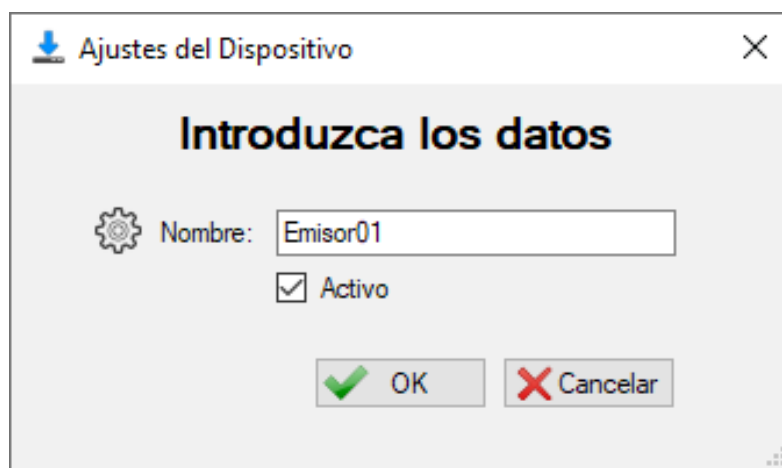 Ajustes del Dispositivo
Introduzca los datos
Nombre: Emisor01
Activo
OK Cancelar